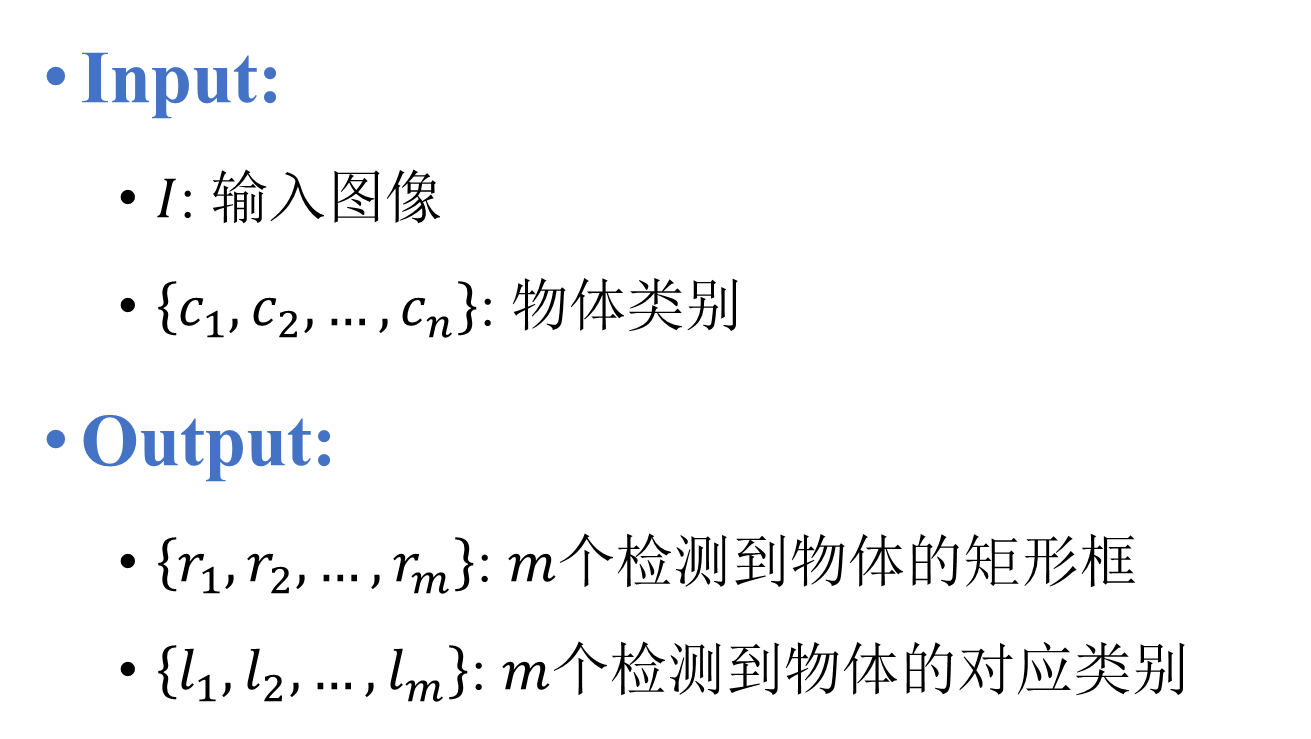 • Input:
• I: 输入图像
• {c₁, c₂, … , cₙ}: 物体类别
• Output:
• {r₁, r₂, … , rₘ}: m个检测到物体的矩形框
• {l₁, l₂, … , lₘ}: m个检测到物体的对应类别